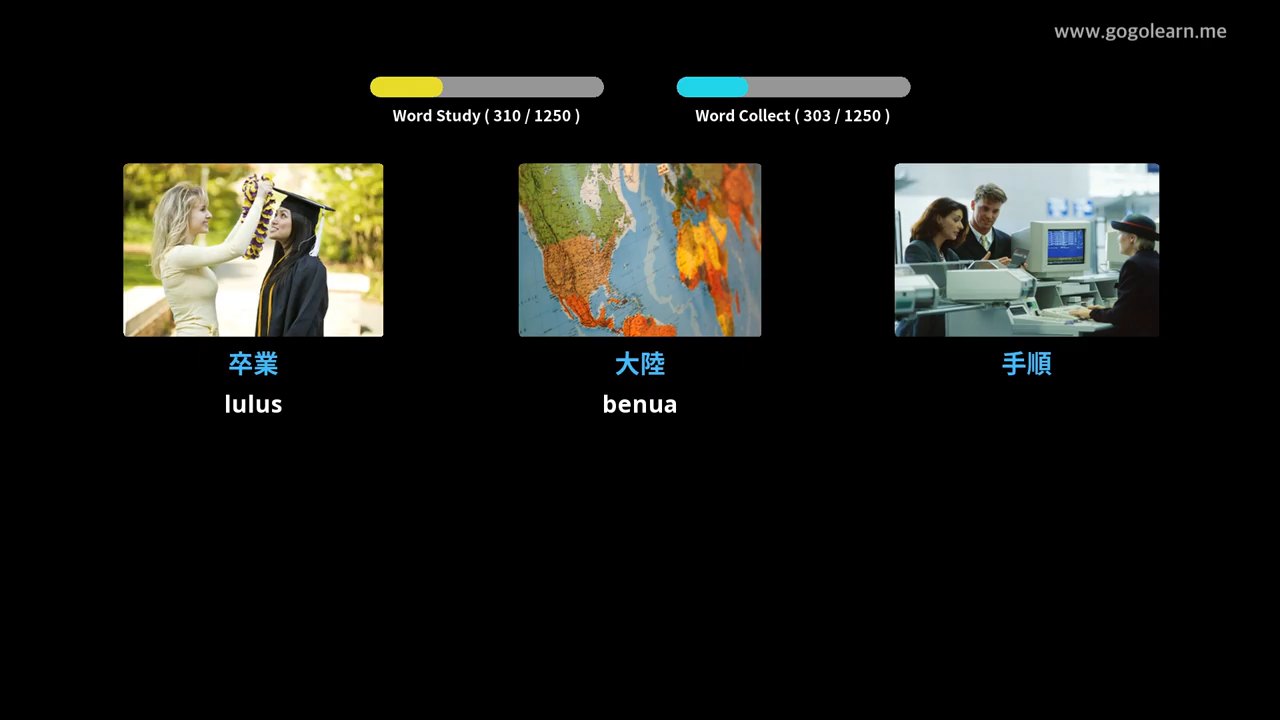 www.gogolearn.me
Word Study ( 310 / 1250 )
Word Collect ( 303 / 1250 )
卒業
大陸
手順
lulus
benua